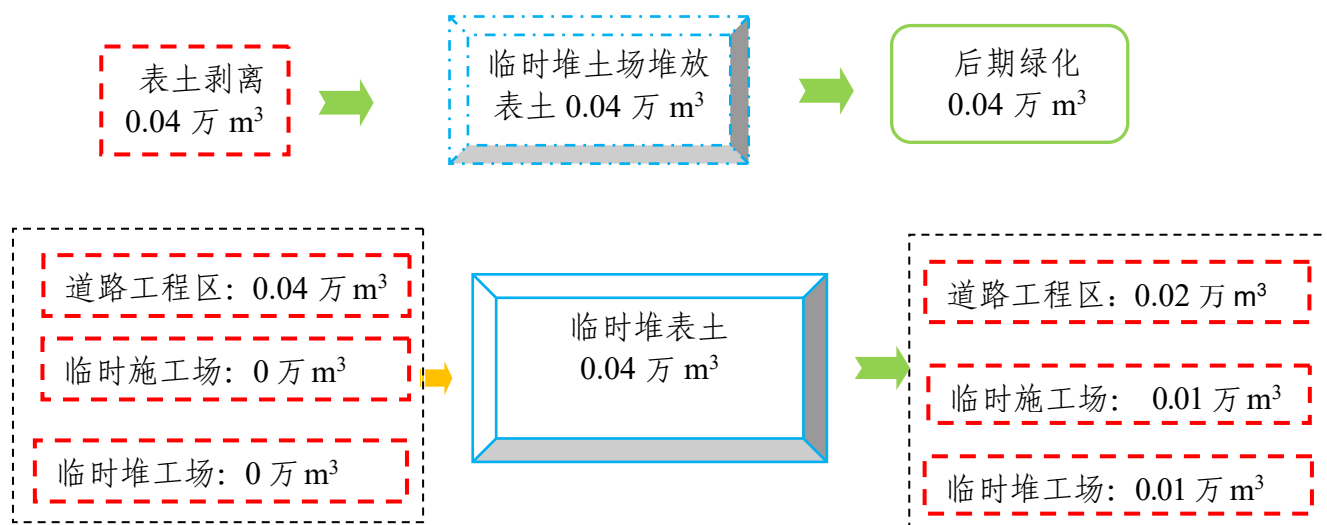 表土剥离
0.04 万 m³
临时堆土场堆放
表土 0.04 万 m³
后期绿化
0.04 万 m³
道路工程区：0.04 万 m³
临时施工场：0 万 m³
临时堆工场：0 万 m³
临时堆表土
0.04 万 m³
道路工程区：0.02 万 m³
临时施工场： 0.01 万 m³
临时堆工场：0.01 万 m³